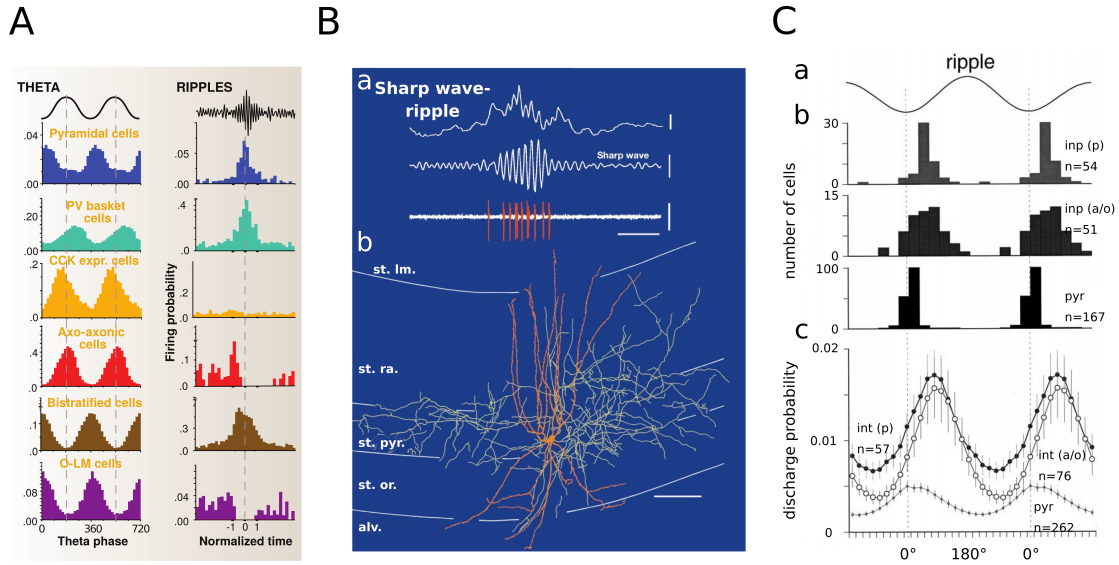 A
THETA
RIPPLES
Pyramidal cells
.04
.00
.05
.00
PV basket
cells
.20
.00
.4
.0
CCK expr. cells
.2
.0
.2
.0
Axo-axonic
cells
.4
.0
.1
.0
Bistratified cells
.1
.0
.3
.0
O-LM cells
.08
.00
.04
.00
Firing probability
0
360
720
-1
0
1
Theta phase
Normalized time
B
a
Sharp wave-
ripple
Sharp wave
b
st. lm.
st. ra.
st. pyr.
st. or.
alv.
C
ripple
a
b
30
0
inp (p)
n=54
15
0
inp (a/o)
n=51
100
0
pyr
n=167
number of cells
c
0.02
0.01
0
discharge probability
int (p)
n=57
int (a/o)
n=76
pyr
n=262
0°
180°
0°